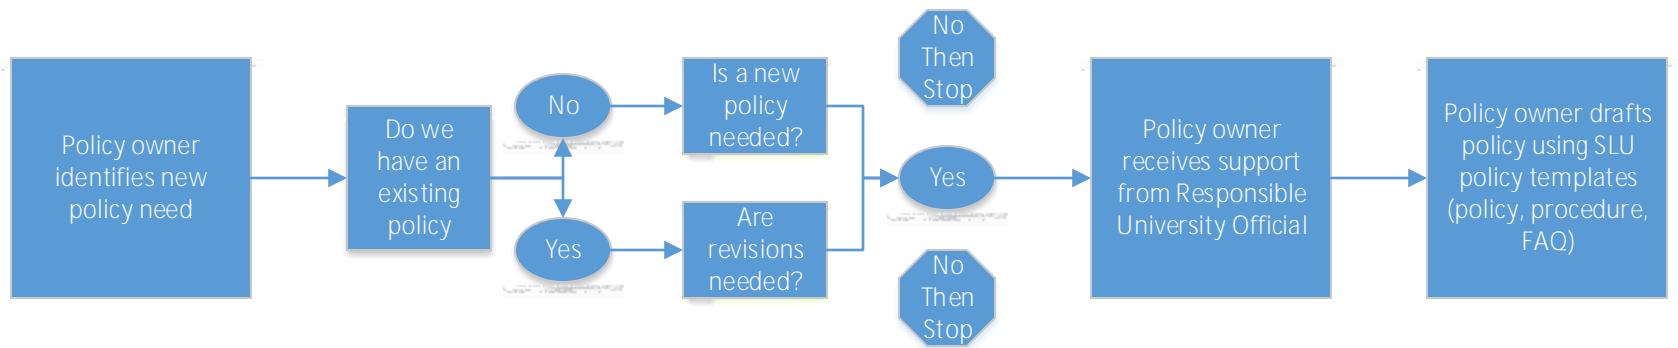 Policy owner
identifies new
policy need
Do we
have an
existing
policy
No
Yes
Is a new
policy
needed?
Are
revisions
needed?
No
Then
Stop
Yes
No
Then
Stop
Policy owner
receives support
from Responsible
University Official
Policy owner drafts
policy using SLU
policy templates
(policy, procedure,
FAQ)